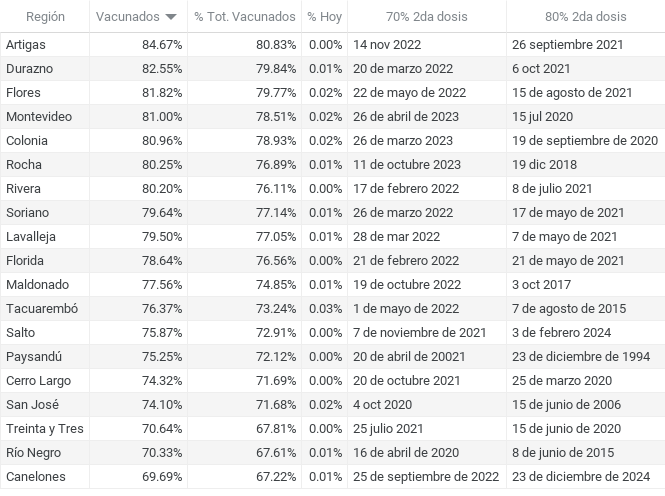 Región Vacunados % Tot. Vacunados % Hoy 70% 2da dosis 80% 2da dosis
Artigas 84.67% 80.83% 0.00% 14 nov 2022 26 septiembre 2021
Durazno 82.55% 79.84% 0.01% 20 de marzo 2022 6 oct 2021
Flores 81.82% 79.77% 0.02% 22 de mayo de 2022 15 de agosto de 2021
Montevideo 81.00% 78.51% 0.02% 26 de abril de 2023 15 jul 2020
Colonia 80.96% 78.93% 0.02% 26 de marzo 2023 19 de septiembre de 2020
Rocha 80.25% 76.89% 0.01% 11 de octubre 2023 19 dic 2018
Rivera 80.20% 76.11% 0.00% 17 de febrero 2022 8 de julio 2021
Soriano 79.64% 77.14% 0.01% 26 de marzo 2022 17 de mayo de 2021
Lavalleja 79.50% 77.05% 0.01% 28 de mar 2022 7 de mayo de 2021
Florida 78.64% 76.56% 0.00% 21 de febrero 2022 21 de mayo de 2021
Maldonado 77.56% 74.85% 0.01% 19 de octubre 2022 3 oct 2017
Tacuarembó 76.37% 73.24% 0.03% 1 de mayo de 2022 7 de agosto de 2015
Salto 75.87% 72.91% 0.00% 7 de noviembre de 2021 3 de febrero 2024
Paysandú 75.25% 72.12% 0.00% 20 de abril de 20021 23 de diciembre de 1994
Cerro Largo 74.32% 71.69% 0.00% 20 de octubre 2021 25 de marzo 2020
San José 74.10% 71.68% 0.02% 4 oct 2020 15 de junio de 2006
Treinta y Tres 70.64% 67.81% 0.00% 25 julio 2021 15 de junio de 2020
Río Negro 70.33% 67.61% 0.01% 16 de abril de 2020 8 de junio de 2015
Canelones 69.69% 67.22% 0.01% 25 de septiembre de 2022 23 de diciembre de 2024